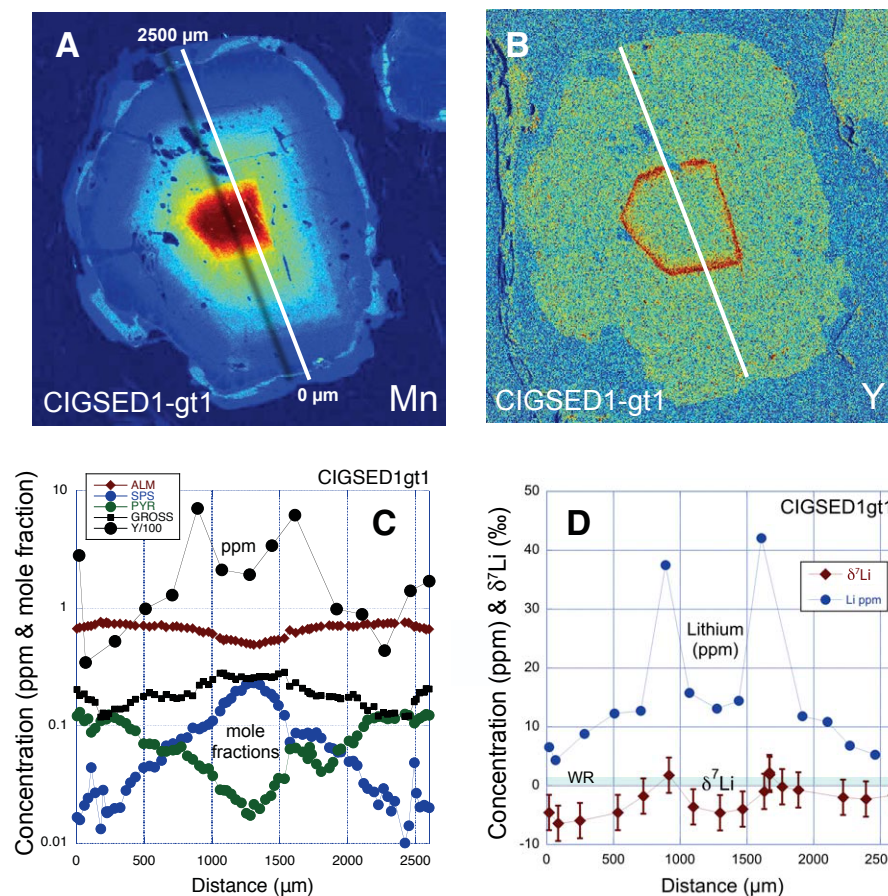 A
2500 µm
0 µm
CIGSED1-gt1
Mn
B
CIGSED1-gt1
Y
CIGSED1gt1
ALM
SPS
PYR
GROSS
Y/100
C
ppm
mole
fractions
Concentration (ppm & mole fraction)
10
1
0.1
0.01
0
500
1000
1500
2000
2500
Distance (µm)
CIGSED1gt1
D
δ⁷Li
Li ppm
Lithium
(ppm)
WR
δ⁷Li
Concentration (ppm) & δ⁷Li (‰)
50
40
30
20
10
0
-10
0
500
1000
1500
2000
2500
Distance (µm)